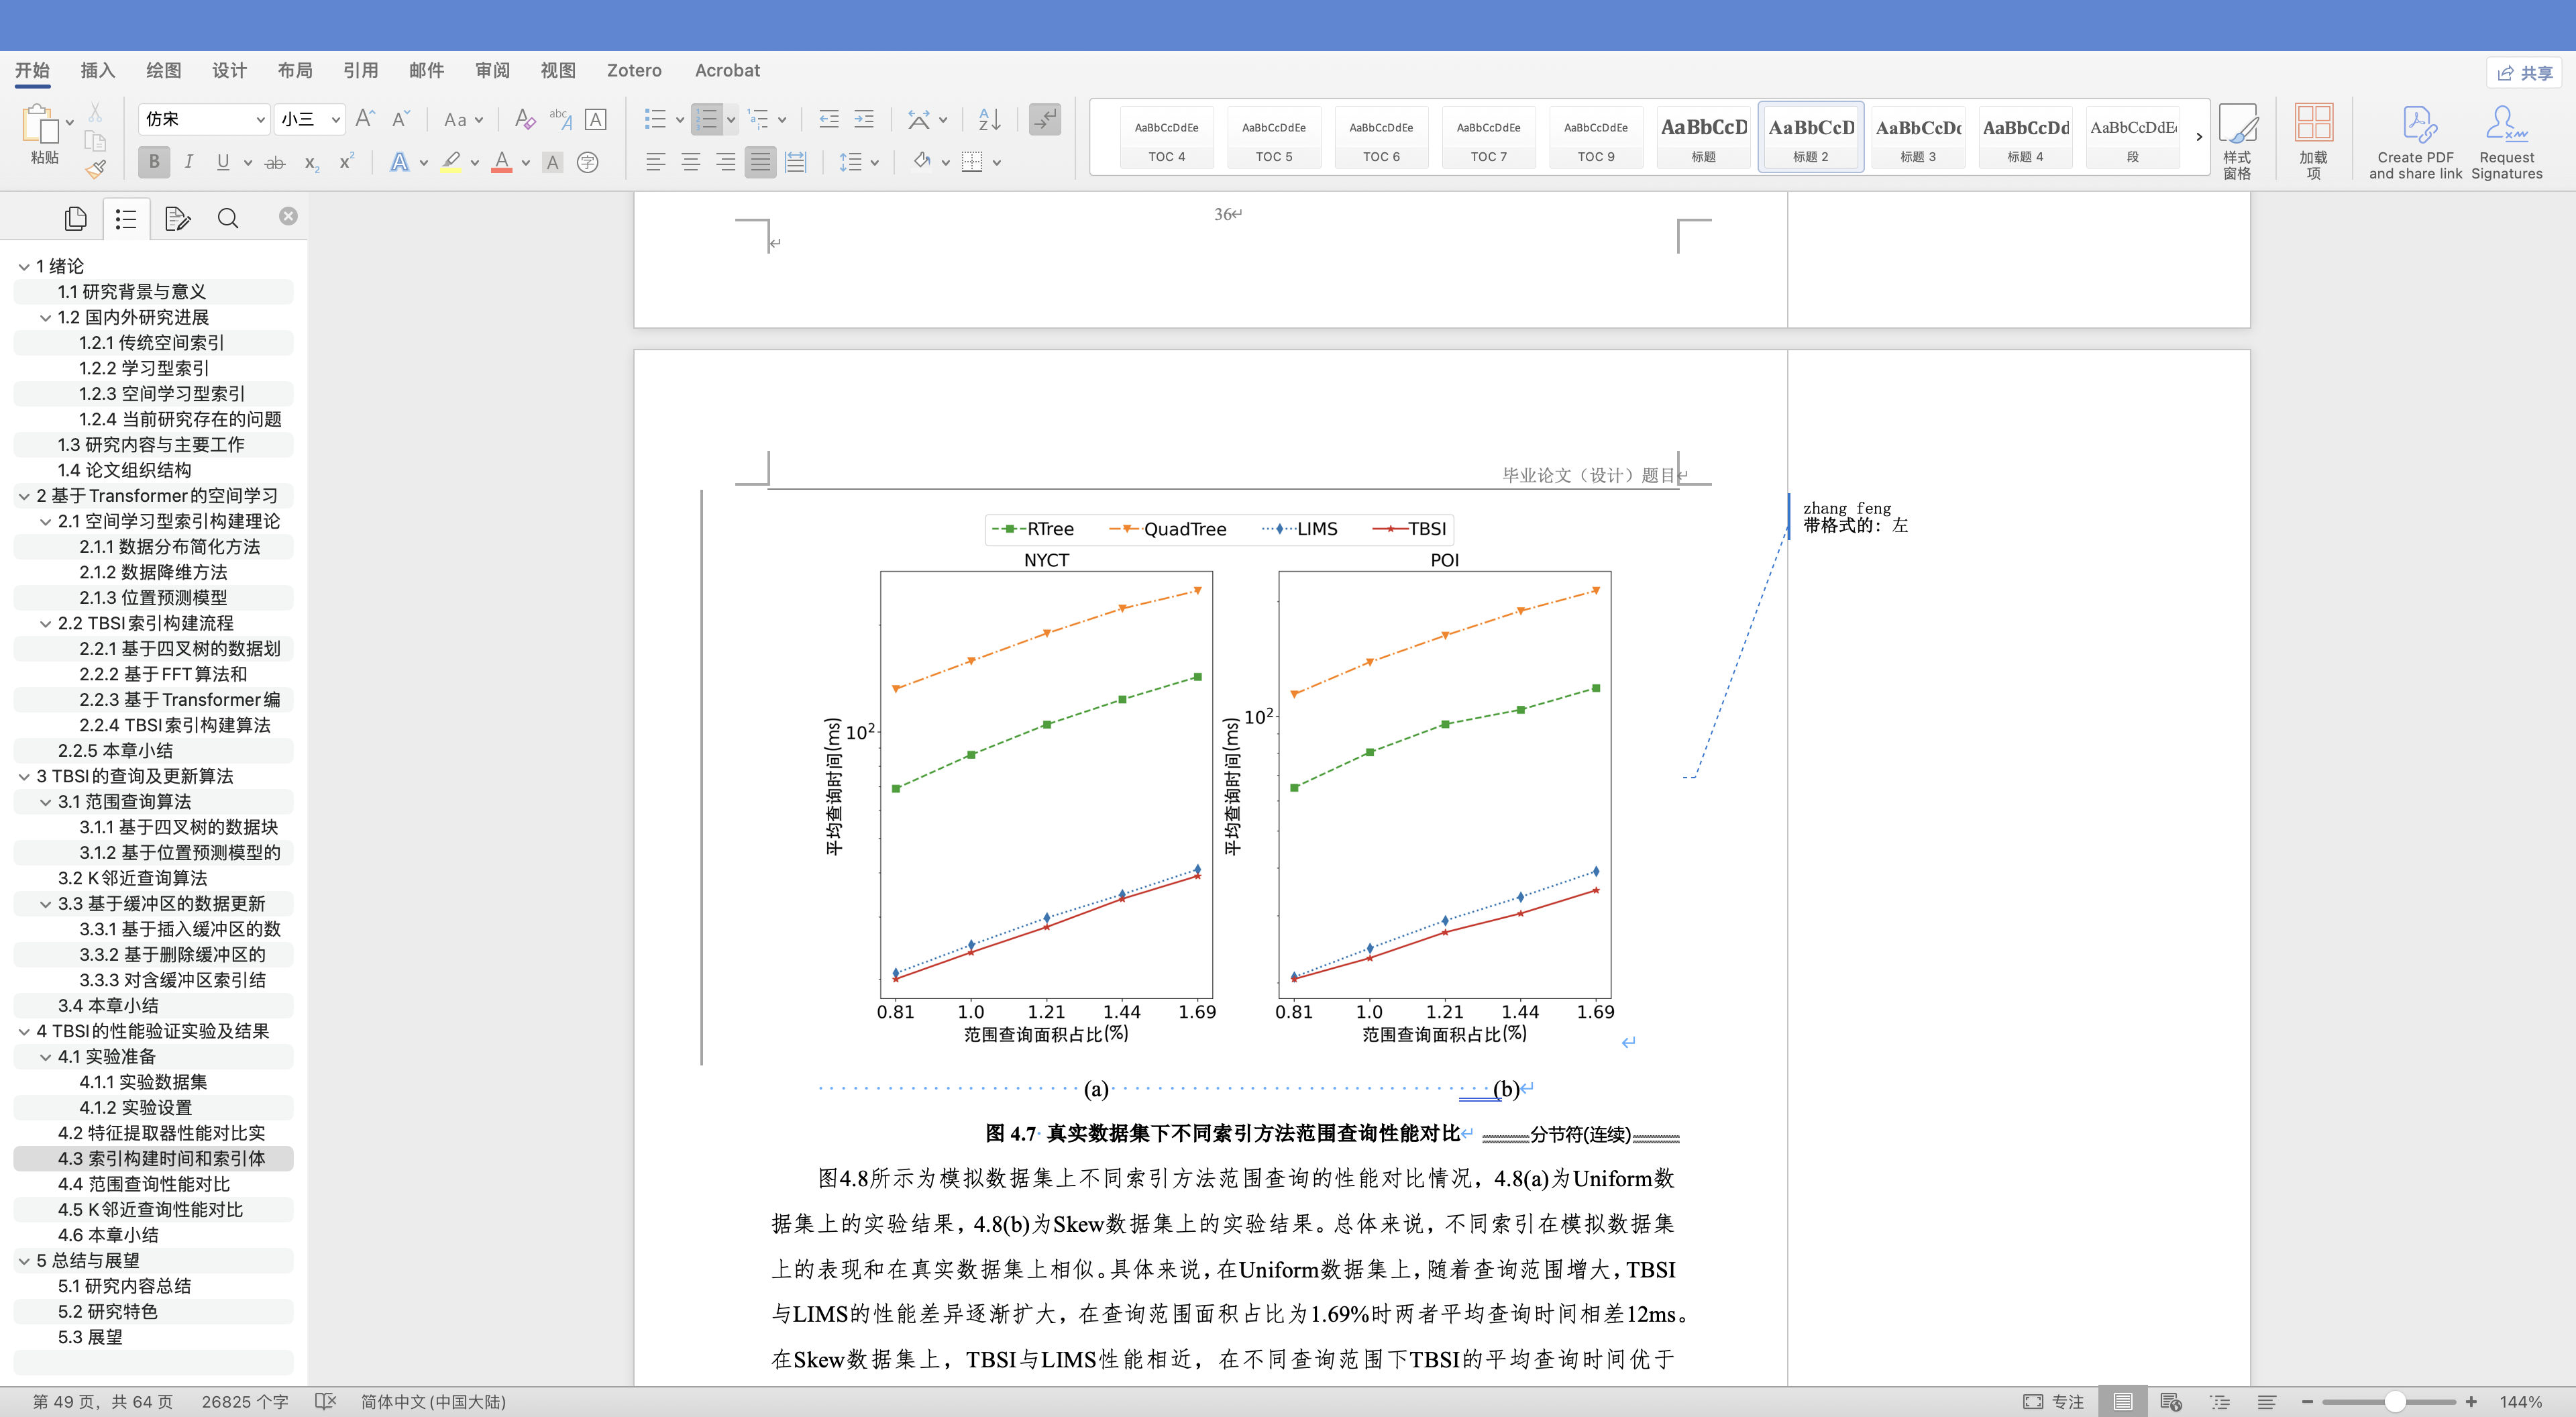 开始 插入 绘图 设计 布局 引用 邮件 审阅 视图 Zotero Acrobat 共享
粘贴 仿宋 小三 Aa
AaBbCcDdEe AaBbCcDdEe AaBbCcDdEe AaBbCcDdEe AaBbCcDdEe AaBbCcD AaBbCcD AaBbCcDc AaBbCcDd AaBbCcDdE
TOC 4 TOC 5 TOC 6 TOC 7 TOC 9 标题 标题 2 标题 3 标题 4 段
样式窗格 加载项 Create PDF and share link Request Signatures
1 绪论
1.1 研究背景与意义
1.2 国内外研究进展
1.2.1 传统空间索引
1.2.2 学习型索引
1.2.3 空间学习型索引
1.2.4 当前研究存在的问题
1.3 研究内容与主要工作
1.4 论文组织结构
2 基于Transformer的空间学习
2.1 空间学习型索引构建理论
2.1.1 数据分布简化方法
2.1.2 数据降维方法
2.1.3 位置预测模型
2.2 TBSI索引构建流程
2.2.1 基于四叉树的数据划
2.2.2 基于FFT算法和
2.2.3 基于Transformer编
2.2.4 TBSI索引构建算法
2.2.5 本章小结
3 TBSI的查询及更新算法
3.1 范围查询算法
3.1.1 基于四叉树的数据块
3.1.2 基于位置预测模型的
3.2 K邻近查询算法
3.3 基于缓冲区的数据更新
3.3.1 基于插入缓冲区的数
3.3.2 基于删除缓冲区的
3.3.3 对含缓冲区索引结
3.4 本章小结
4 TBSI的性能验证实验及结果
4.1 实验准备
4.1.1 实验数据集
4.1.2 实验设置
4.2 特征提取器性能对比实
4.3 索引构建时间和索引体
4.4 范围查询性能对比
4.5 K邻近查询性能对比
4.6 本章小结
5 总结与展望
5.1 研究内容总结
5.2 研究特色
5.3 展望
36
毕业论文（设计）题目
zhang feng
带格式的: 左
RTree QuadTree LIMS TBSI
NYCT POI
平均查询时间(ms) 10² 平均查询时间(ms) 10²
0.81 1.0 1.21 1.44 1.69 0.81 1.0 1.21 1.44 1.69
范围查询面积占比(%) 范围查询面积占比(%)
(a) (b)
图 4.7 真实数据集下不同索引方法范围查询性能对比 分节符(连续)
图4.8所示为模拟数据集上不同索引方法范围查询的性能对比情况，4.8(a)为Uniform数
据集上的实验结果，4.8(b)为Skew数据集上的实验结果。总体来说，不同索引在模拟数据集
上的表现和在真实数据集上相似。具体来说，在Uniform数据集上，随着查询范围增大，TBSI
与LIMS的性能差异逐渐扩大，在查询范围面积占比为1.69%时两者平均查询时间相差12ms。
在Skew数据集上，TBSI与LIMS性能相近，在不同查询范围下TBSI的平均查询时间优于
第 49 页，共 64 页 26825 个字 简体中文(中国大陆) 专注 144%